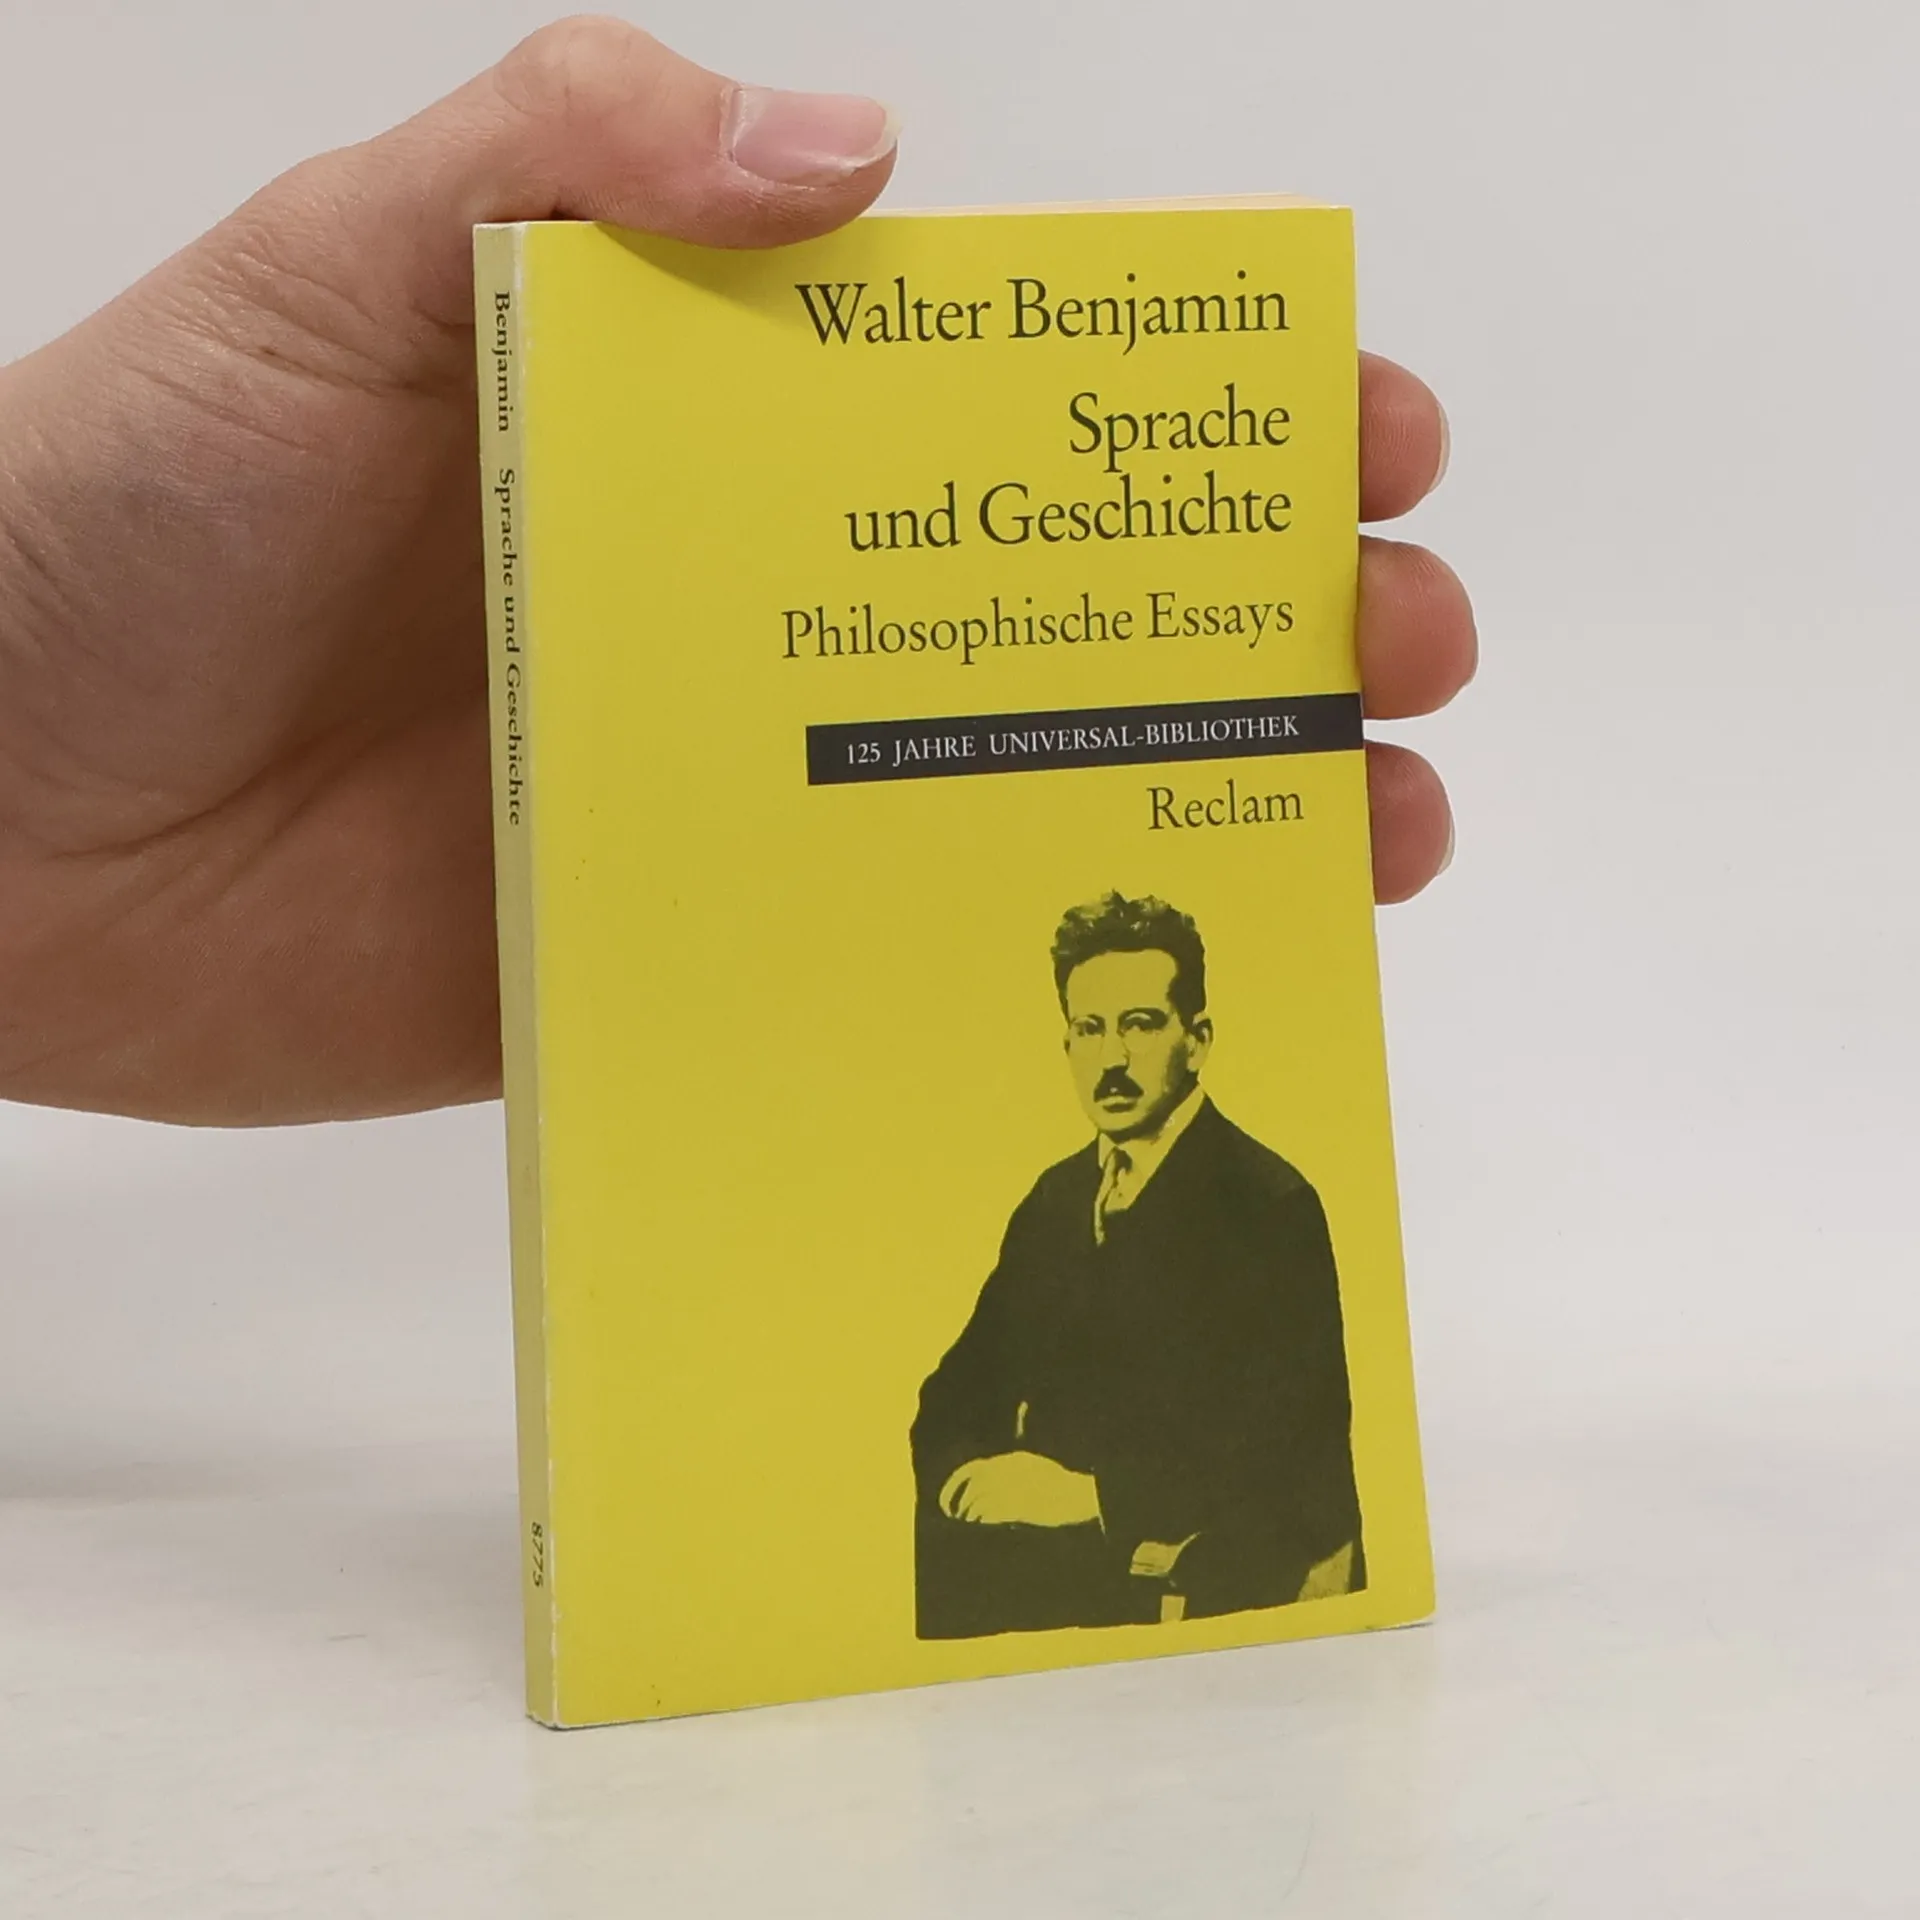 Walter Benjamin
Sprache
und Geschichte
Philosophische Essays
125 JAHRE UNIVERSAL-BIBLIOTHEK
Reclam
Benjamin Sprache und Geschichte
8775